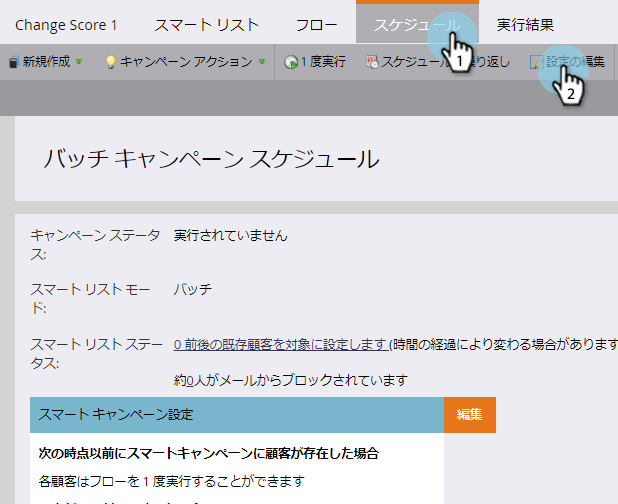 Change Score 1 スマート リスト フロー スケジュール 実行結果
新規作成 キャンペーン アクション 1 度実行 スケジュール り返し 設定の編集
1
2
バッチ キャンペーン スケジュール
キャンペーン ステータ 実行されていません
ス:
スマート リスト モー バッチ
ド:
スマート リスト ステー 0 前後の既存顧客を対象に設定します (時間の経過により変わる場合があります
タス:
約0人がメールからブロックされています
スマート キャンペーン設定 編集
次の時点以前にスマートキャンペーンに顧客が存在した場合
各顧客はフローを 1 度実行することができます